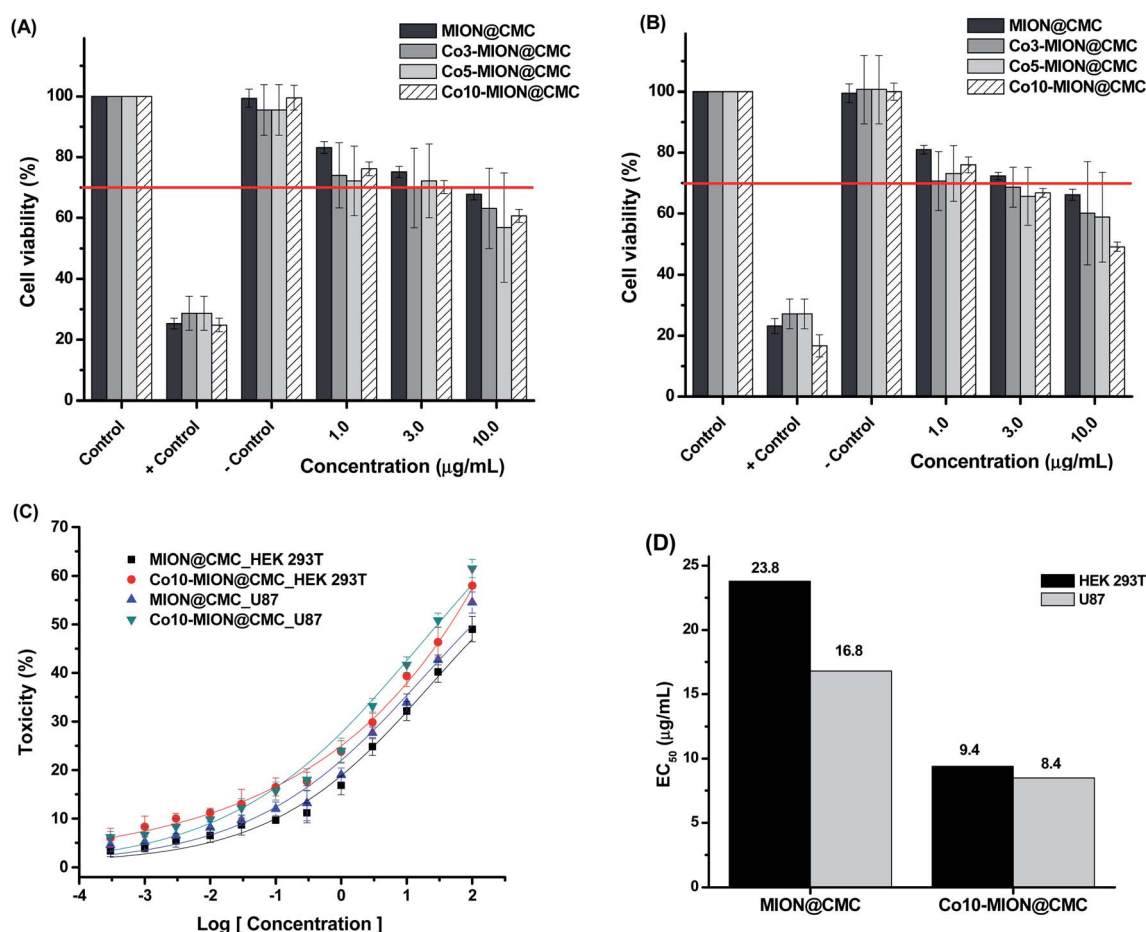 (A)
MION@CMC
Co3-MION@CMC
Co5-MION@CMC
Co10-MION@CMC
Cell viability (%)
100
80
60
40
20
0
Control
+ Control
- Control
1.0
3.0
10.0
Concentration (µg/mL)
(B)
MION@CMC
Co3-MION@CMC
Co5-MION@CMC
Co10-MION@CMC
Cell viability (%)
100
80
60
40
20
0
Control
+ Control
- Control
1.0
3.0
10.0
Concentration (µg/mL)
(C)
MION@CMC_HEK 293T
Co10-MION@CMC_HEK 293T
MION@CMC_U87
Co10-MION@CMC_U87
Toxicity (%)
70
60
50
40
30
20
10
0
-4 -3 -2 -1 0 1 2
Log [ Concentration ]
(D)
HEK 293T
U87
EC50 (µg/mL)
25
20
15
10
5
0
23.8
16.8
9.4
8.4
MION@CMC
Co10-MION@CMC